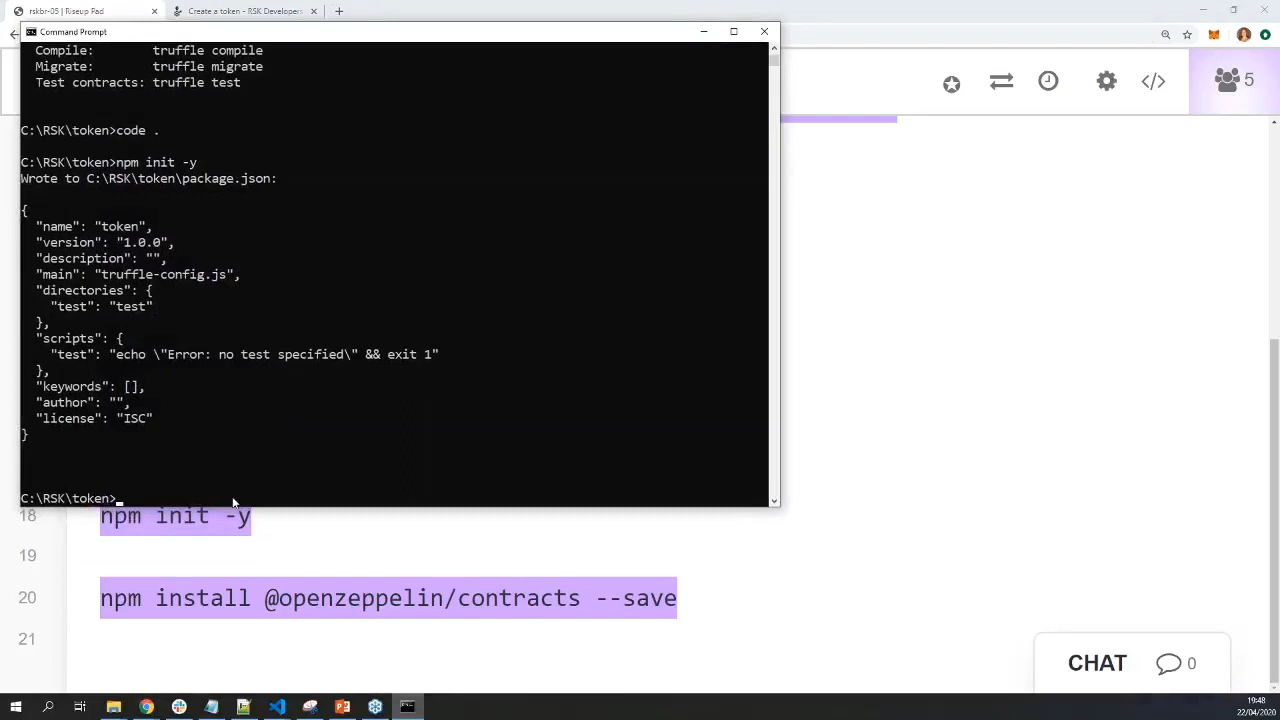 rskbr-05 | Riseup Pad
Create a token - RSK Developers
Command Prompt
Compile: truffle compile
Migrate: truffle migrate
Test contracts: truffle test
C:\RSK\token>code .
C:\RSK\token>npm init -y
Wrote to C:\RSK\token\package.json:
{
"name": "token",
"version": "1.0.0",
"description": "",
"main": "truffle-config.js",
"directories": {
"test": "test"
},
"scripts": {
"test": "echo \"Error: no test specified\" && exit 1"
},
"keywords": [],
"author": "",
"license": "ISC"
}
C:\RSK\token>
5
18 npm init -y
19
20 npm install @openzeppelin/contracts --save
21
CHAT 0
19:48
22/04/2020